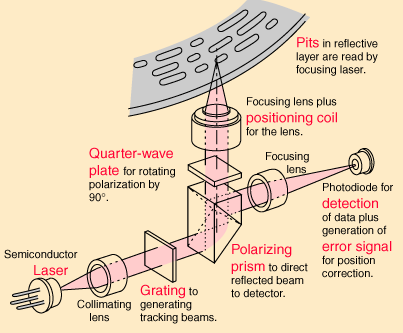 Pits in reflective
layer are read by
focusing laser.
Focusing lens plus
positioning coil
for the lens.
Quarter-wave
plate for rotating
polarization by
90°.
Focusing
lens
Photodiode for
detection
of data plus
generation of
error signal
for position
correction.
Semiconductor
Laser
Collimating
lens
Grating to
generating
tracking beams.
Polarizing
prism to direct
reflected beam
to detector.